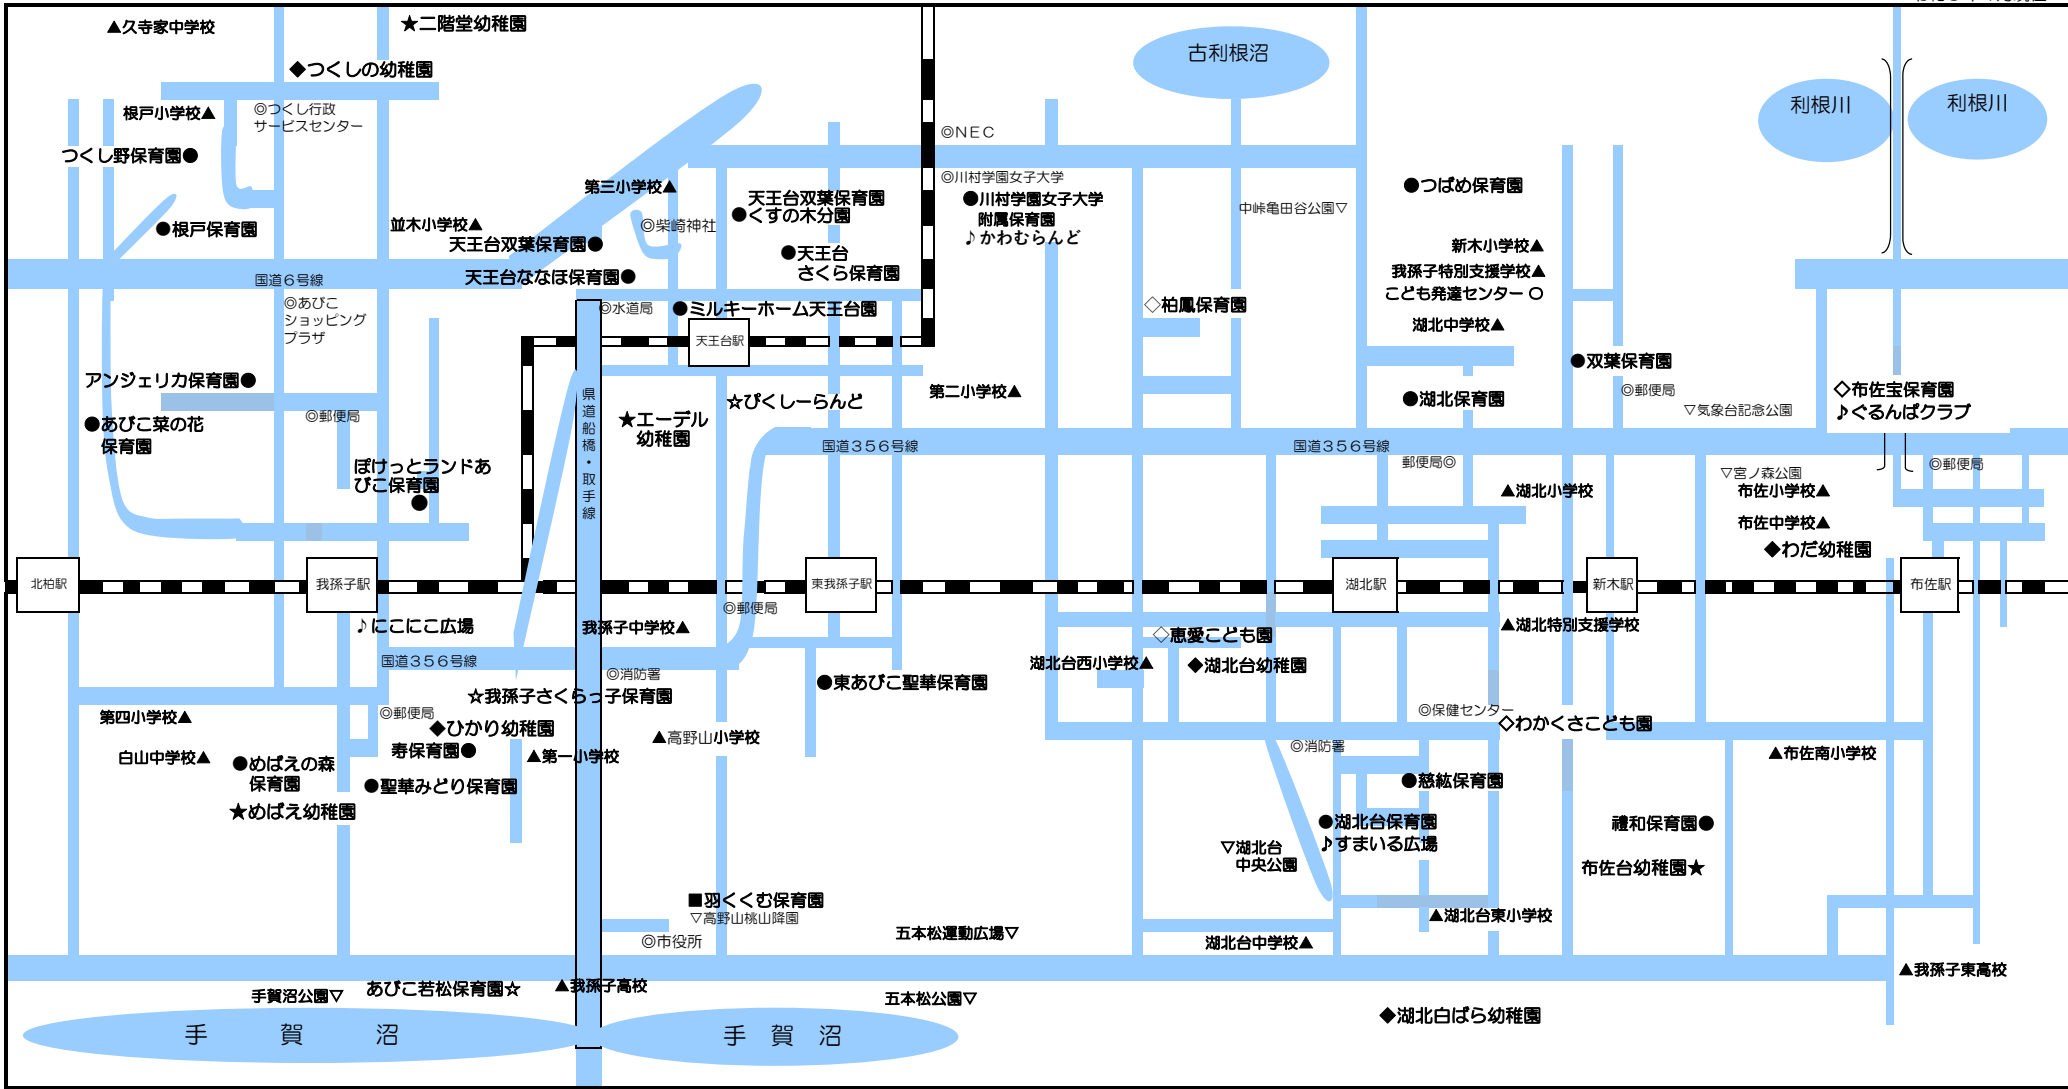 ▲久寺家中学校
★二階堂幼稚園
◆つくしの幼稚園
根戸小学校▲
◎つくし行政
サービスセンター
つくし野保育園●
●根戸保育園
並木小学校▲
第三小学校▲
天王台双葉保育園●
天王台ななほ保育園●
◎柴崎神社
天王台双葉保育園
●くすの木分園
●天王台
さくら保育園
国道6号線
◎あびこ
ショッピング
プラザ
◎水道局
●ミルキーホーム天王台園
天王台駅
古利根沼
◎NEC
◎川村学園女子大学
●川村学園女子大学
附属保育園
♪かわむらんど
中峠亀田谷公園▽
●つばめ保育園
新木小学校▲
我孫子特別支援学校▲
こども発達センター○
湖北中学校▲
◇柏鳳保育園
利根川
利根川
●双葉保育園
◎郵便局
▽気象台記念公園
◇布佐宝保育園
♪ぐるんぱクラブ
アンジェリカ保育園●
●あびこ菜の花
保育園
◎郵便局
ぽけっとランドあ
びこ保育園
●
県道船橋・取手線
★エーデル
幼稚園
☆ぴくしーらんど
第二小学校▲
●湖北保育園
国道356号線
国道356号線
郵便局◎
▲湖北小学校
▽宮ノ森公園
布佐小学校▲
布佐中学校▲
◆わだ幼稚園
◎郵便局
北柏駅
我孫子駅
東我孫子駅
湖北駅
新木駅
布佐駅
♪にこにこ広場
国道356号線
我孫子中学校▲
◎郵便局
◎消防署
☆我孫子さくらっ子保育園
●東あびこ聖華保育園
◇恵愛こども園
湖北台西小学校▲
◆湖北台幼稚園
▲湖北特別支援学校
◎保健センター
◇わかくさこども園
◎消防署
▲布佐南小学校
第四小学校▲
◎郵便局
◆ひかり幼稚園
白山中学校▲
●めばえの森
保育園
寿保育園●
▲第一小学校
▲高野山小学校
●聖華みどり保育園
★めばえ幼稚園
●慈紘保育園
●湖北台保育園
♪すまいる広場
▽湖北台
中央公園
禮和保育園●
布佐台幼稚園★
■羽くくむ保育園
▽高野山桃山降園
◎市役所
五本松運動広場▽
湖北台中学校▲
▲湖北台東小学校
▲我孫子東高校
手賀沼公園▽
あびこ若松保育園☆
▲我孫子高校
五本松公園▽
◆湖北白ばら幼稚園
手賀沼
手賀沼